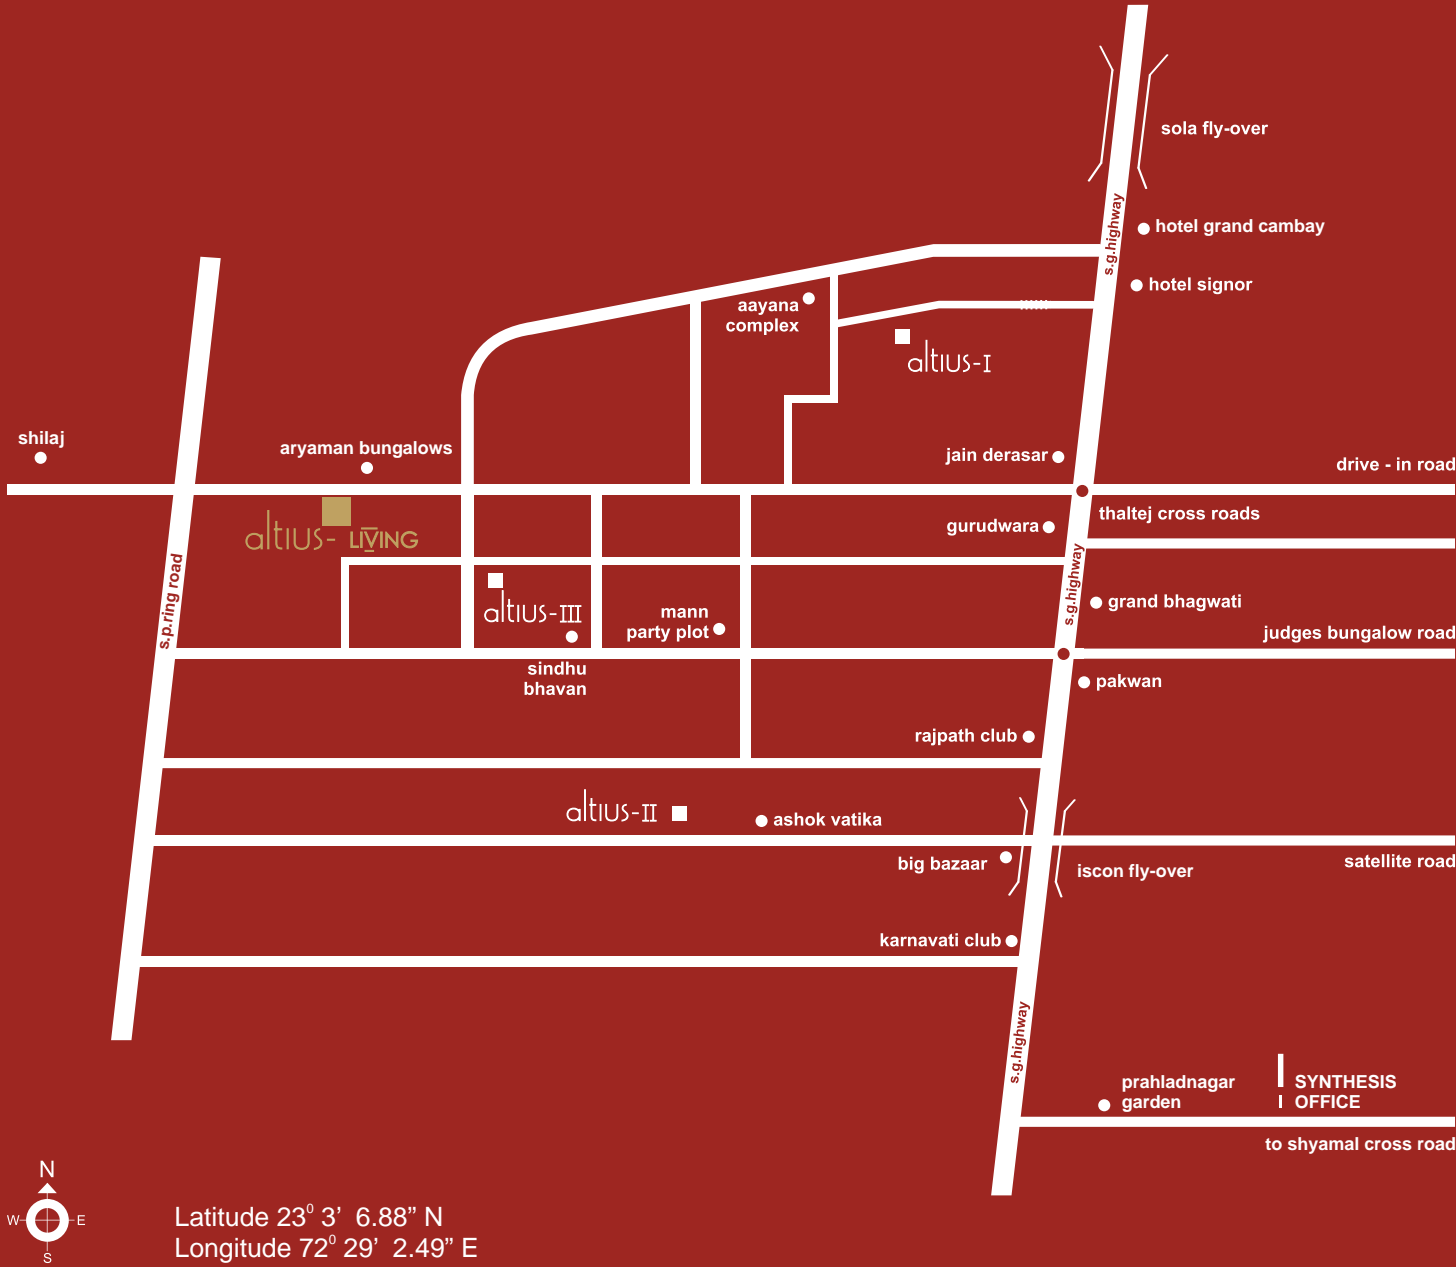 sola fly-over
s.g.highway
hotel grand cambay
hotel signor
aayana
complex
altius-I
shilaj
aryaman bungalows
jain derasar
drive - in road
thaltej cross roads
gurudwara
altius- LIVING
s.p.ring road
s.g.highway
altius-III
mann
party plot
grand bhagwati
judges bungalow road
sindhu
bhavan
pakwan
rajpath club
altius-II
ashok vatika
big bazaar
iscon fly-over
satellite road
karnavati club
s.g.highway
prahladnagar
garden
SYNTHESIS
OFFICE
to shyamal cross road
N
W E
S
Latitude 23⁰ 3’ 6.88” N
Longitude 72⁰ 29’ 2.49” E